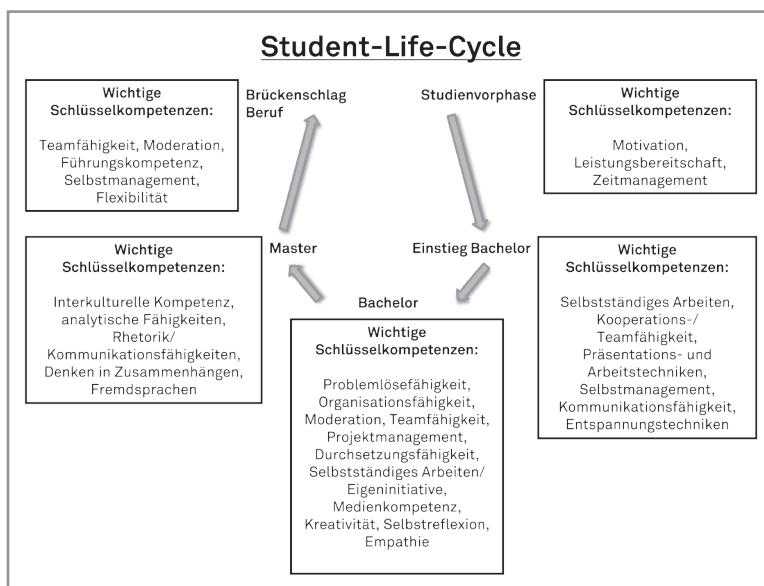 Student-Life-Cycle
Wichtige
Schlüsselkompetenzen:
Teamfähigkeit, Moderation,
Führungskompetenz,
Selbstmanagement,
Flexibilität
Brückenschlag
Beruf
Studienvorphase
Wichtige
Schlüsselkompetenzen:
Motivation,
Leistungsbereitschaft,
Zeitmanagement
Wichtige
Schlüsselkompetenzen:
Interkulturelle Kompetenz,
analytische Fähigkeiten,
Rhetorik/
Kommunikationsfähigkeiten,
Denken in Zusammenhängen,
Fremdsprachen
Master
Einstieg Bachelor
Wichtige
Schlüsselkompetenzen:
Selbstständiges Arbeiten,
Kooperations-/
Teamfähigkeit,
Präsentations- und
Arbeitstechniken,
Selbstmanagement,
Kommunikationsfähigkeit,
Entspannungstechniken
Bachelor
Wichtige
Schlüsselkompetenzen:
Problemlösefähigkeit,
Organisationsfähigkeit,
Moderation, Teamfähigkeit,
Projektmanagement,
Durchsetzungsfähigkeit,
Selbstständiges Arbeiten/
Eigeninitiative,
Medienkompetenz,
Kreativität, Selbstreflexion,
Empathie